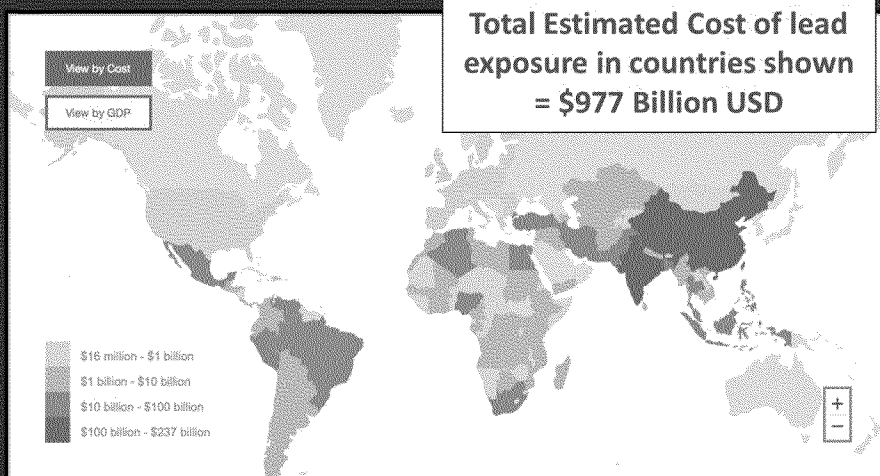 Total Estimated Cost of lead
exposure in countries shown
= $977 Billion USD
View by Cost
View by GDP
$16 million - $1 billion
$1 billion - $10 billion
$10 billion - $100 billion
$100 billion - $237 billion
+
−